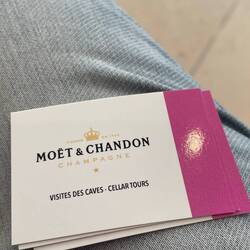 MOËT & CHANDON
CHAMPAGNE
VISITES DES CAVES - CELLAR TOURS